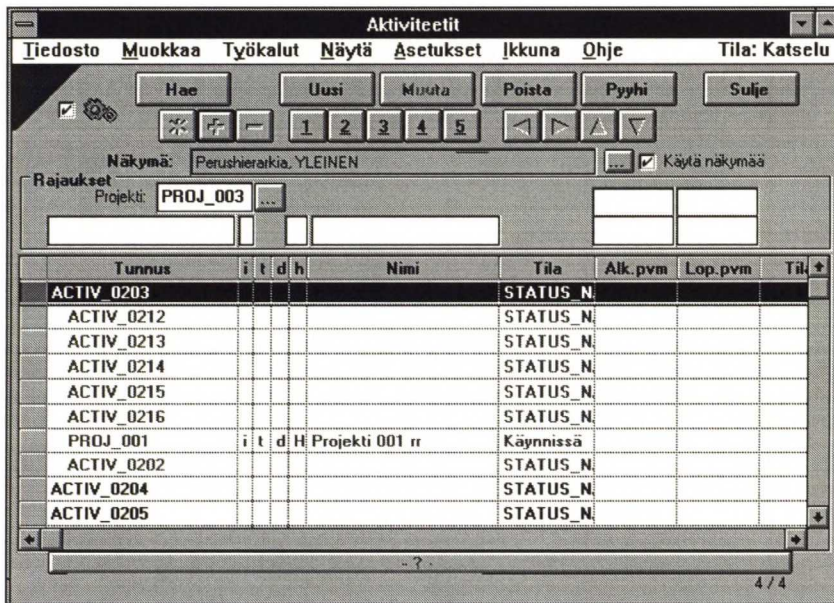 Aktiviteetit
Tiedosto Muokkaa Työkalut Näytä Asetukset Ikkuna Ohje Tila: Katselu
Hae Uusi Muuta Poista Pyyhi Sulje
1 2 3 4 5
Näkymä: Perushierarkia, YLEINEN ... Käytä näkymää
Rajaukset
Projekti: PROJ_003 ...
Tunnus i t d h Nimi Tila Alk.pvm Lop.pvm Tila
ACTIV_0203 STATUS_N
ACTIV_0212 STATUS_N
ACTIV_0213 STATUS_N
ACTIV_0214 STATUS_N
ACTIV_0215 STATUS_N
ACTIV_0216 STATUS_N
PROJ_001 i t d H Projekti 001 rr Käynnissä
ACTIV_0202 STATUS_N
ACTIV_0204 STATUS_N
ACTIV_0205 STATUS_N
- ? -
4 / 4